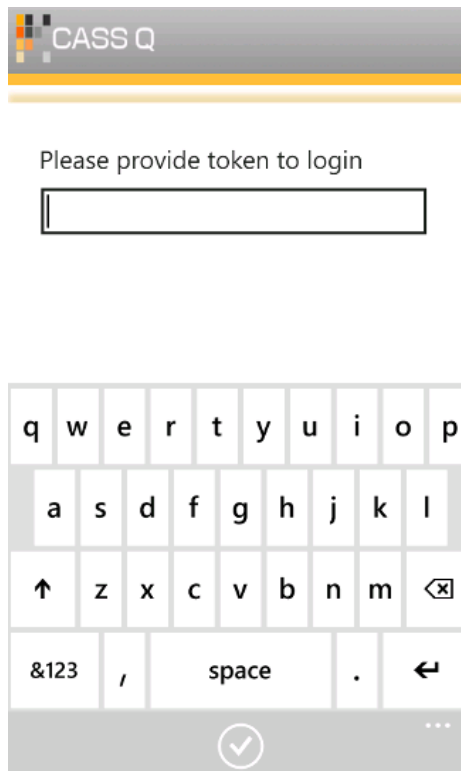 CASS Q
Please provide token to login
q w e r t y u i o p
a s d f g h j k l
z x c v b n m
&123 , space .